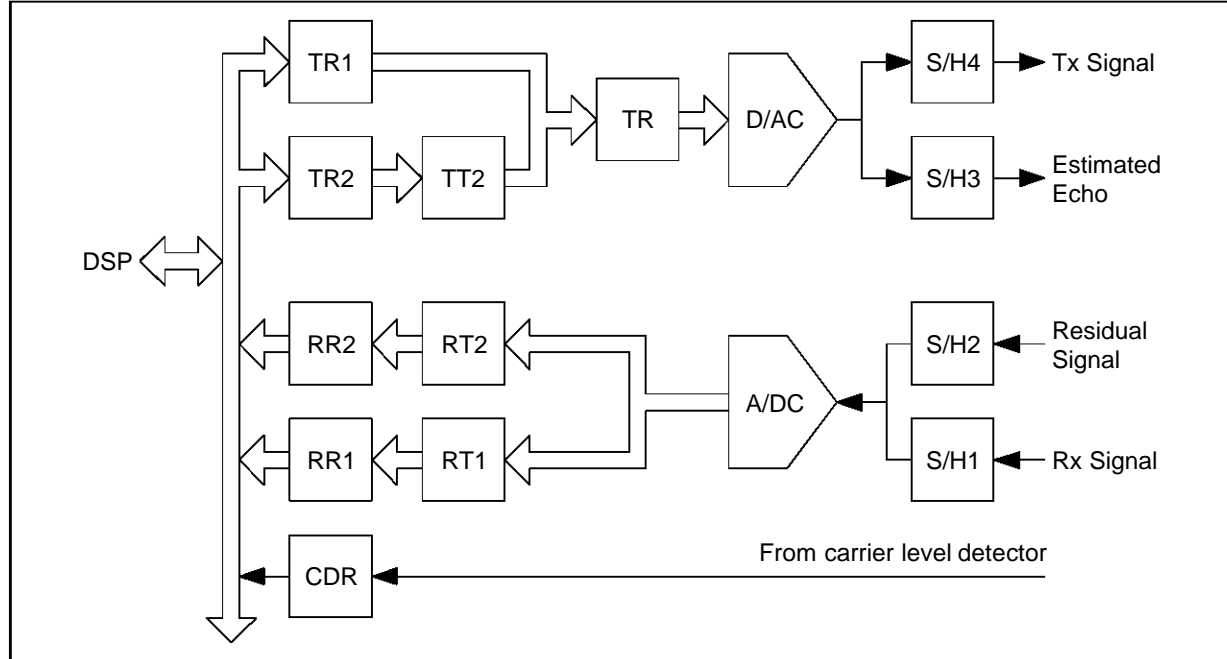 TR1
S/H4
Tx Signal
TR
D/AC
TR2
TT2
S/H3
Estimated
Echo
DSP
RR2
RT2
S/H2
Residual
Signal
A/DC
RR1
RT1
S/H1
Rx Signal
From carrier level detector
CDR